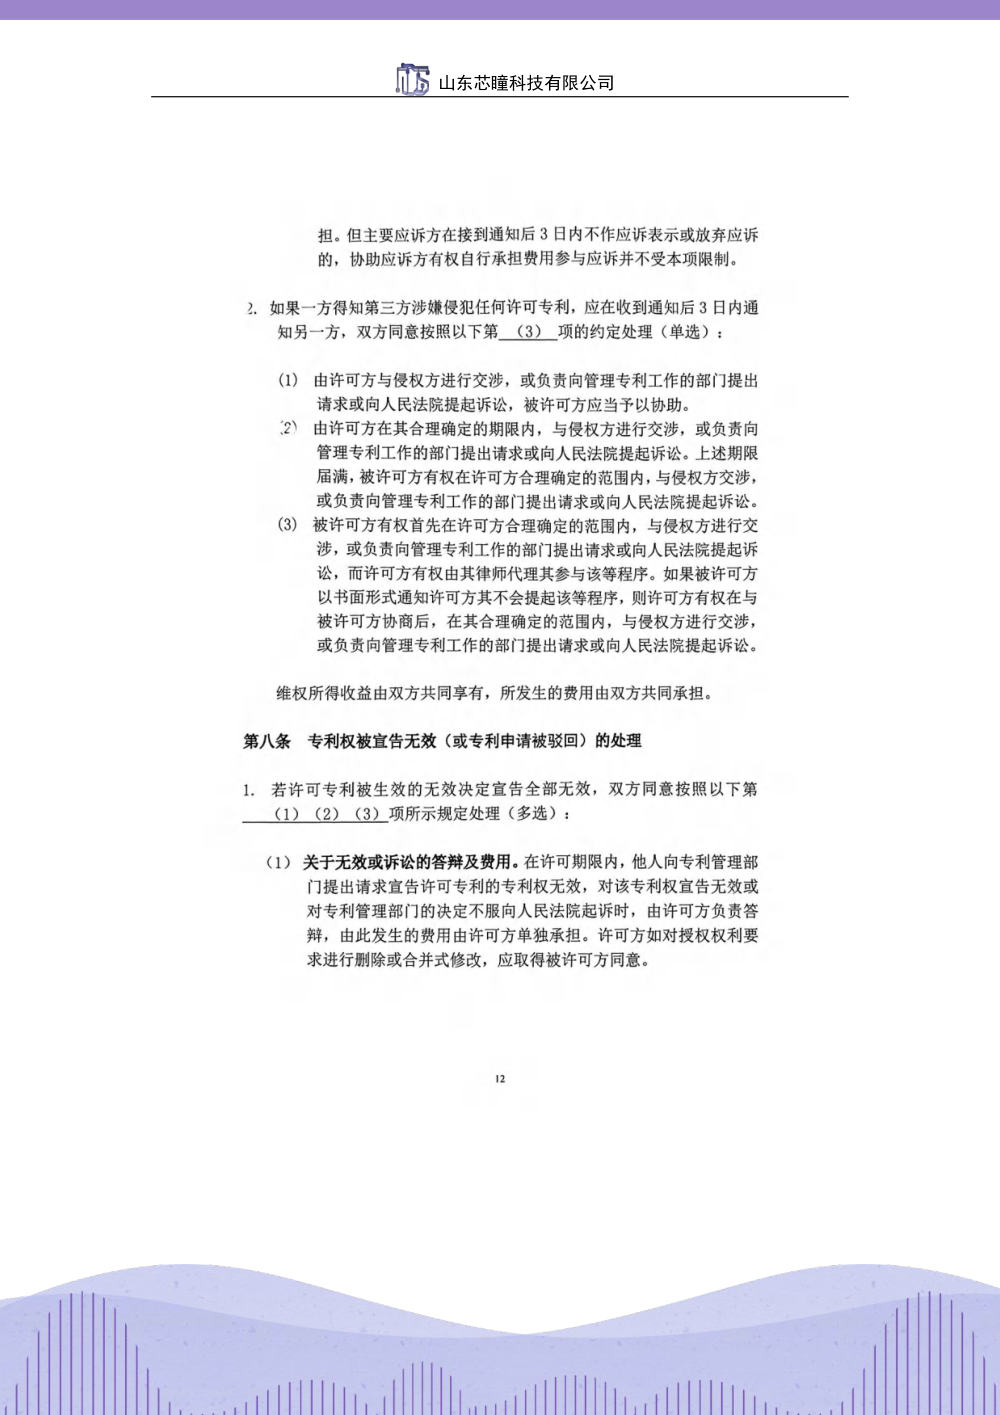 山东芯瞳科技有限公司
担。但主要应诉方在接到通知后 3 日内不作应诉表示或放弃应诉
的，协助应诉方有权自行承担费用参与应诉并不受本项限制。
2. 如果一方得知第三方涉嫌侵犯任何许可专利，应在收到通知后 3 日内通
知另一方，双方同意按照以下第 （3） 项的约定处理（单选）：
(1) 由许可方与侵权方进行交涉，或负责向管理专利工作的部门提出
请求或向人民法院提起诉讼，被许可方应当予以协助。
(2) 由许可方在其合理确定的期限内，与侵权方进行交涉，或负责向
管理专利工作的部门提出请求或向人民法院提起诉讼。上述期限
届满，被许可方有权在许可方合理确定的范围内，与侵权方交涉，
或负责向管理专利工作的部门提出请求或向人民法院提起诉讼。
(3) 被许可方有权首先在许可方合理确定的范围内，与侵权方进行交
涉，或负责向管理专利工作的部门提出请求或向人民法院提起诉
讼，而许可方有权由其律师代理其参与该等程序。如果被许可方
以书面形式通知许可方其不会提起该等程序，则许可方有权在与
被许可方协商后，在其合理确定的范围内，与侵权方进行交涉，
或负责向管理专利工作的部门提出请求或向人民法院提起诉讼。
维权所得收益由双方共同享有，所发生的费用由双方共同承担。
第八条 专利权被宣告无效（或专利申请被驳回）的处理
1. 若许可专利被生效的无效决定宣告全部无效，双方同意按照以下第
（1）（2）（3）项所示规定处理（多选）：
（1）关于无效或诉讼的答辩及费用。在许可期限内，他人向专利管理部
门提出请求宣告许可专利的专利权无效，对该专利权宣告无效或
对专利管理部门的决定不服向人民法院起诉时，由许可方负责答
辩，由此发生的费用由许可方单独承担。许可方如对授权权利要
求进行删除或合并式修改，应取得被许可方同意。
12